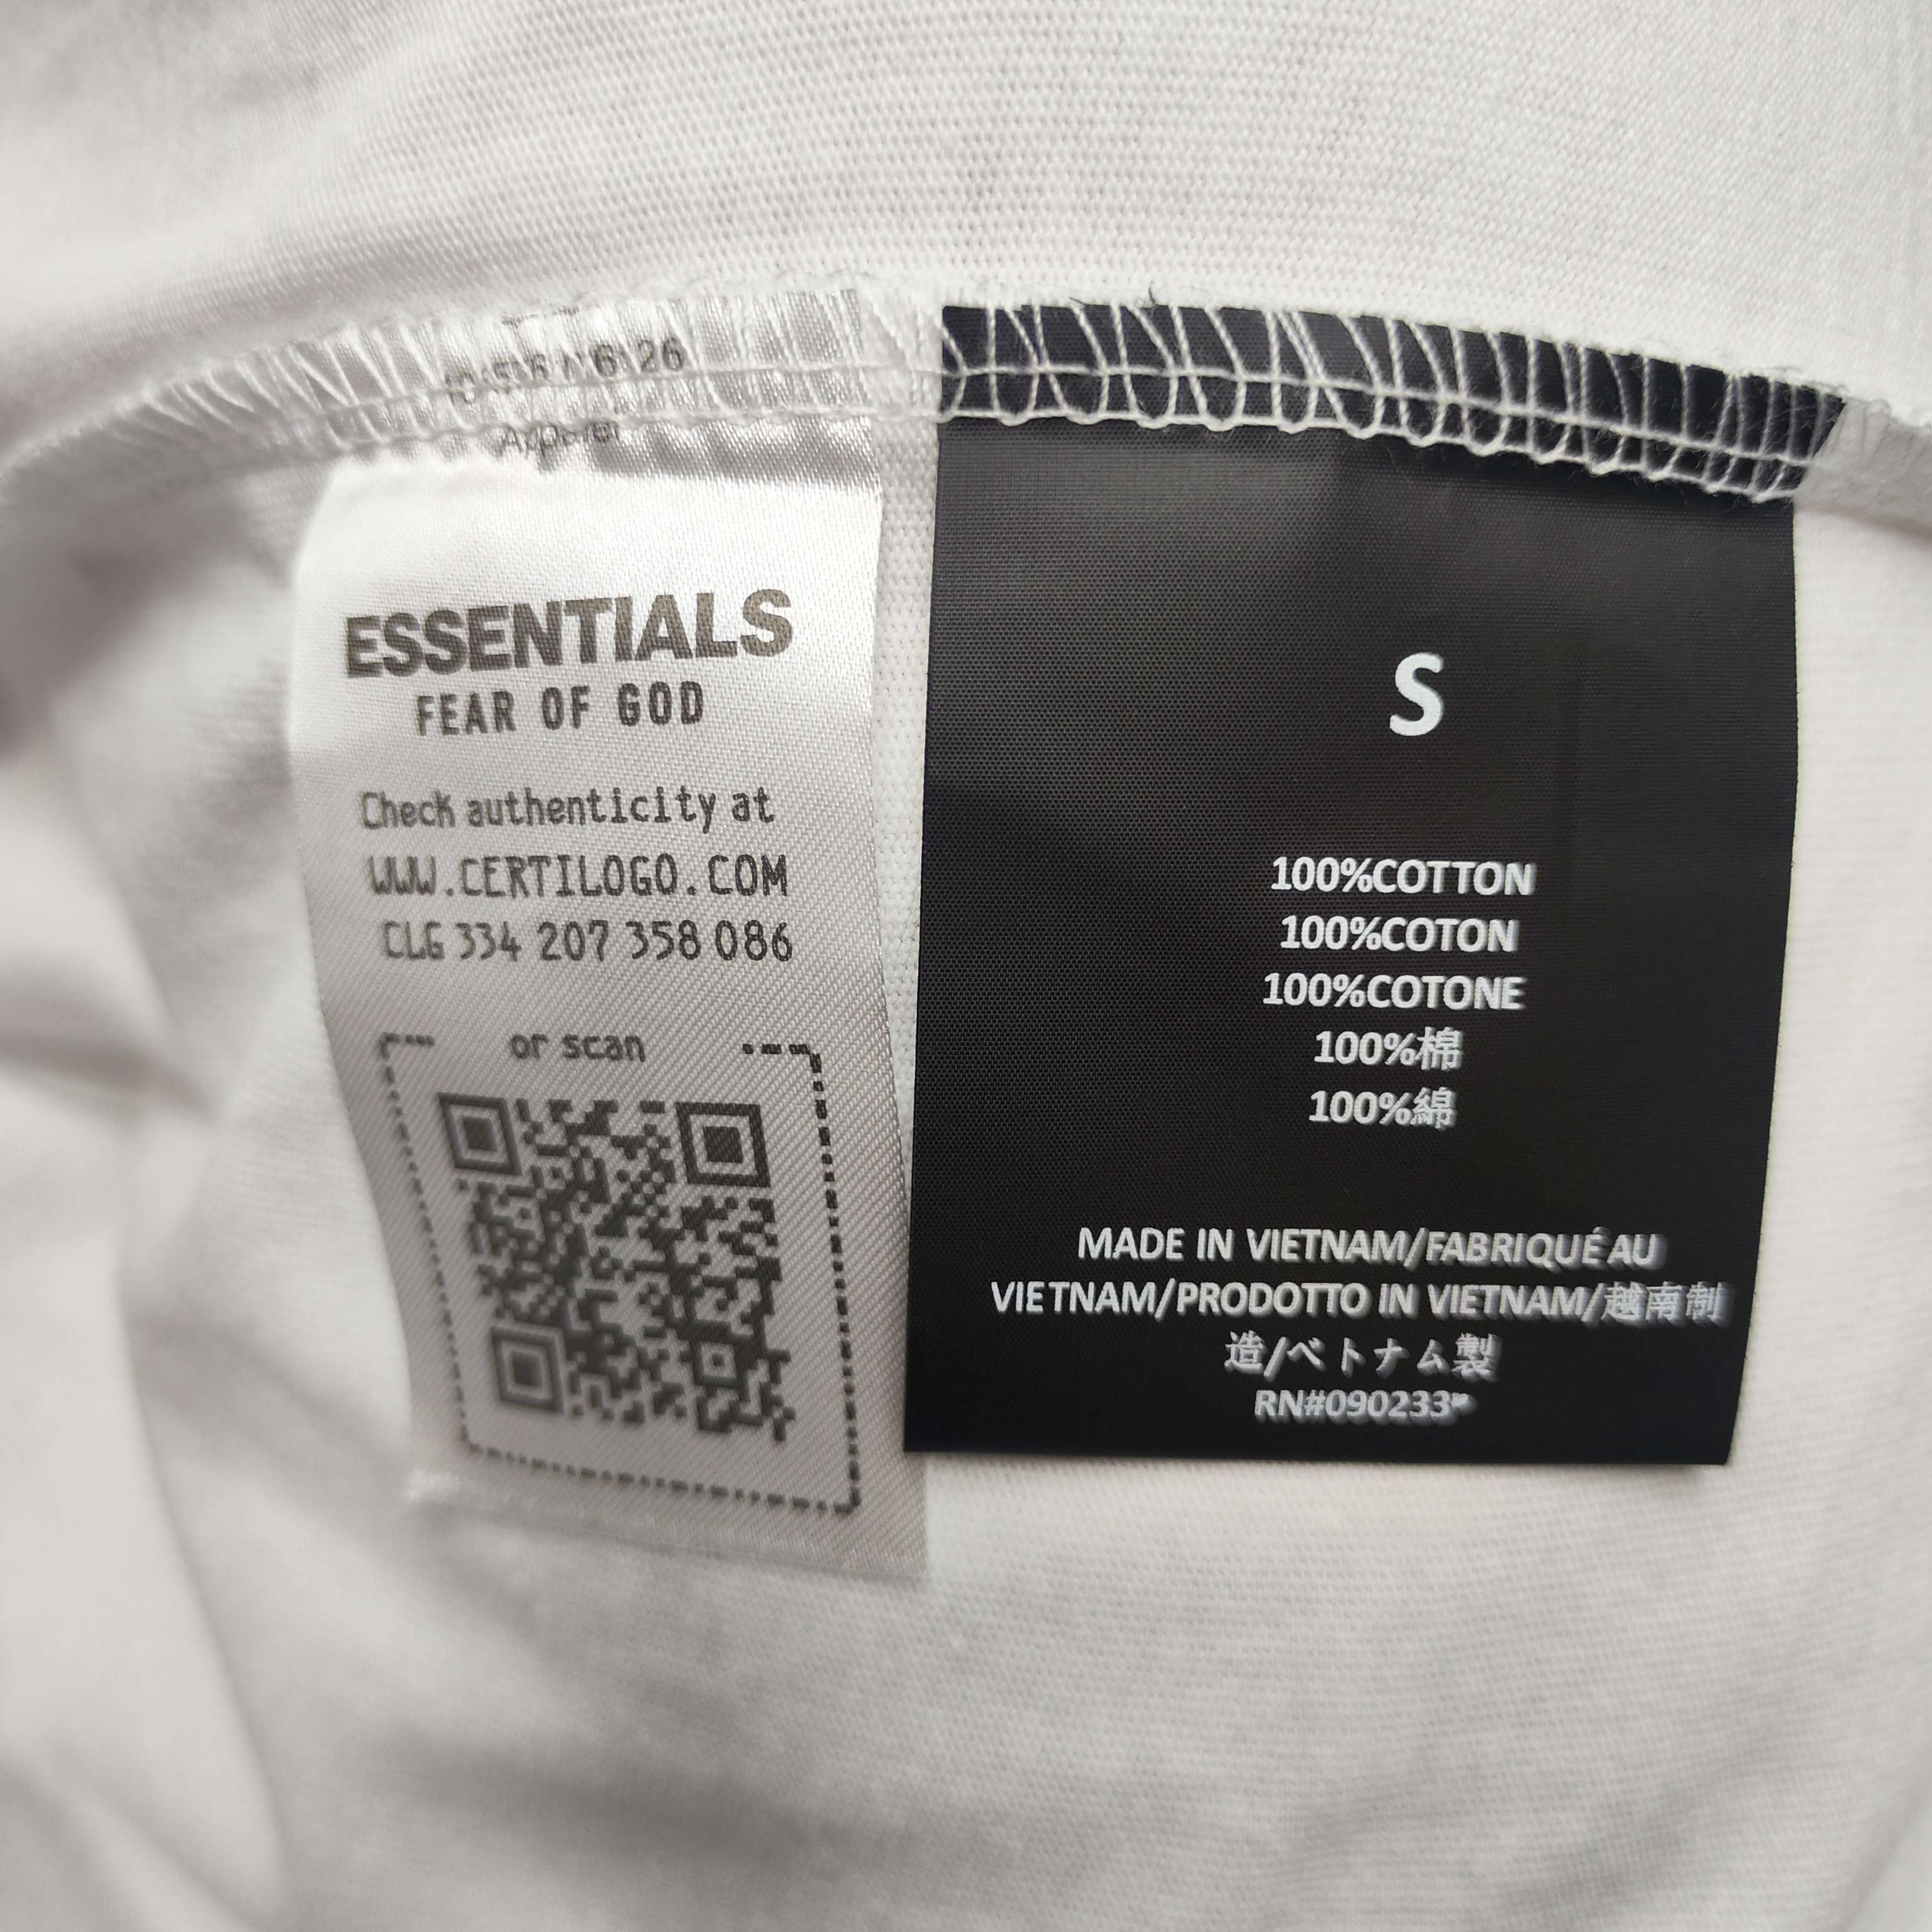 Apparel
ESSENTIALS
FEAR OF GOD
Check authenticity at
WWW.CERTILOGO.COM
CLG 334 207 358 086
or scan
S
100%COTTON
100%COTON
100%COTONE
100%棉
100%綿
MADE IN VIETNAM/FABRIQUÉ AU
VIETNAM/PRODOTTO IN VIETNAM/越南制
造/ベトナム製
RN#090233